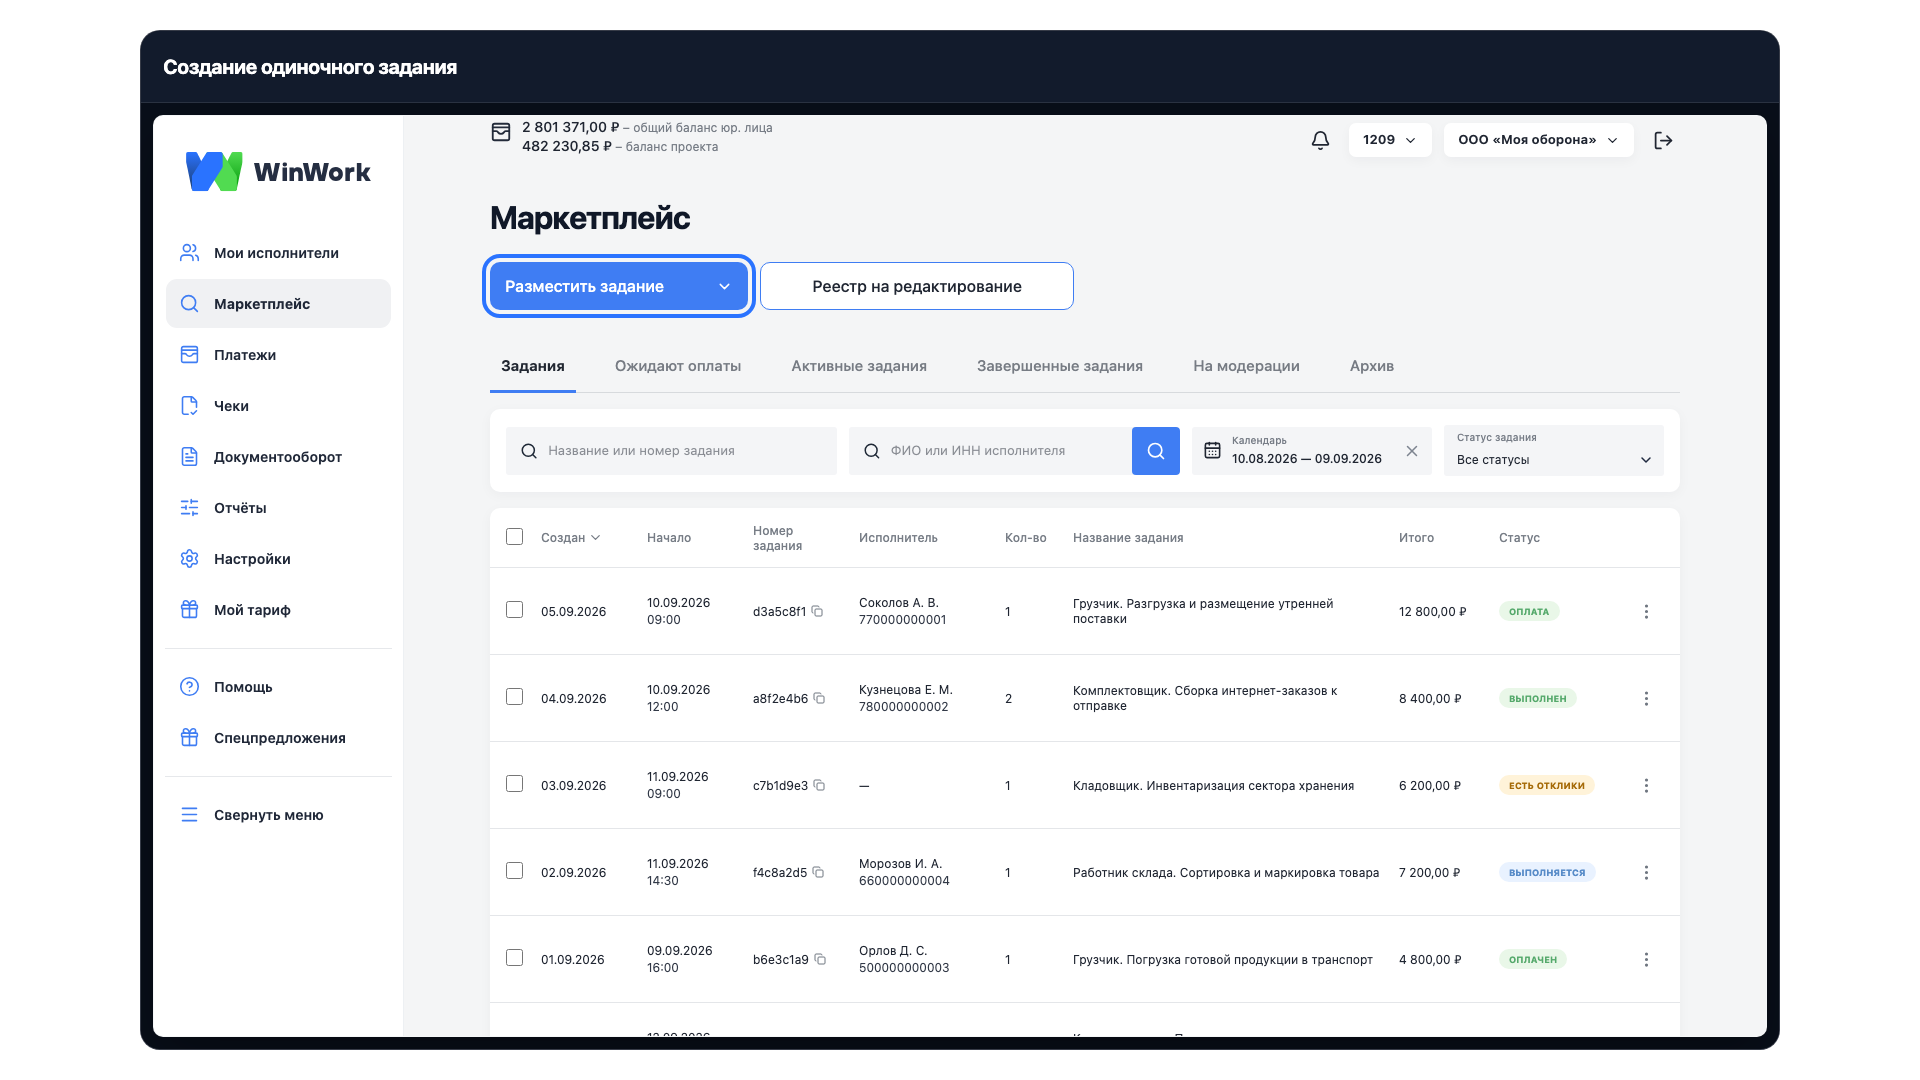 Создание одиночного задания
WinWork
2 801 371,00 ₽ – общий баланс юр. лица
482 230,85 ₽ – баланс проекта
1209
ООО «Моя оборона»
Мои исполнители
Маркетплейс
Платежи
Чеки
Документооборот
Отчёты
Настройки
Мой тариф
Помощь
Спецпредложения
Свернуть меню
Маркетплейс
Разместить задание
Реестр на редактирование
Задания
Ожидают оплаты
Активные задания
Завершенные задания
На модерации
Архив
Название или номер задания
ФИО или ИНН исполнителя
Календарь
10.08.2026 — 09.09.2026
Статус задания
Все статусы
Создан
Начало
Номер
задания
Исполнитель
Кол-во
Название задания
Итого
Статус
05.09.2026
10.09.2026
09:00
d3a5c8f1
Соколов А. В.
770000000001
1
Грузчик. Разгрузка и размещение утренней
поставки
12 800,00 ₽
ОПЛАТА
04.09.2026
10.09.2026
12:00
a8f2e4b6
Кузнецова Е. М.
780000000002
2
Комплектовщик. Сборка интернет-заказов к
отправке
8 400,00 ₽
ВЫПОЛНЕН
03.09.2026
11.09.2026
09:00
c7b1d9e3
—
1
Кладовщик. Инвентаризация сектора хранения
6 200,00 ₽
ЕСТЬ ОТКЛИКИ
02.09.2026
11.09.2026
14:30
f4c8a2d5
Морозов И. А.
660000000004
1
Работник склада. Сортировка и маркировка товара
7 200,00 ₽
ВЫПОЛНЯЕТСЯ
01.09.2026
09.09.2026
16:00
b6e3c1a9
Орлов Д. С.
500000000003
1
Грузчик. Погрузка готовой продукции в транспорт
4 800,00 ₽
ОПЛАЧЕН